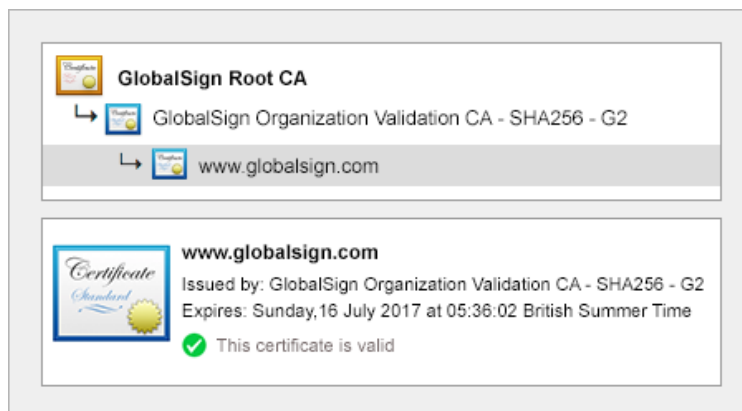 GlobalSign Root CA
GlobalSign Organization Validation CA - SHA256 - G2
www.globalsign.com
www.globalsign.com
Certificate
Standard
Issued by: GlobalSign Organization Validation CA - SHA256 - G2
Expires: Sunday,16 July 2017 at 05:36:02 British Summer Time
This certificate is valid